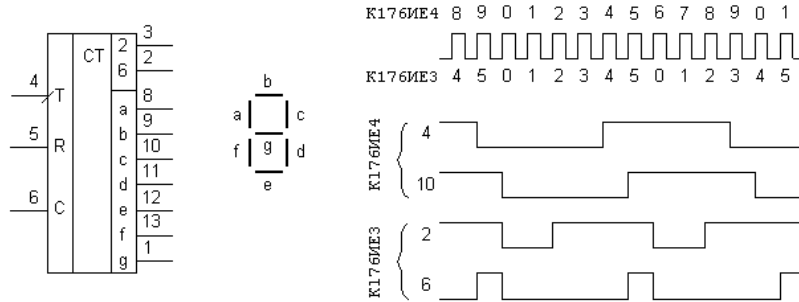 К176ИЕ4 8 9 0 1 2 3 4 5 6 7 8 9 0 1
К176ИЕ3 4 5 0 1 2 3 4 5 0 1 2 3 4 5
CT
2 3
6 2
4 T
a 8
b 9
5 R
c 10
d 11
6 C
e 12
f 13
g 1
b
a c
g
f d
e
К176ИЕ4
4
10
К176ИЕ3
2
6